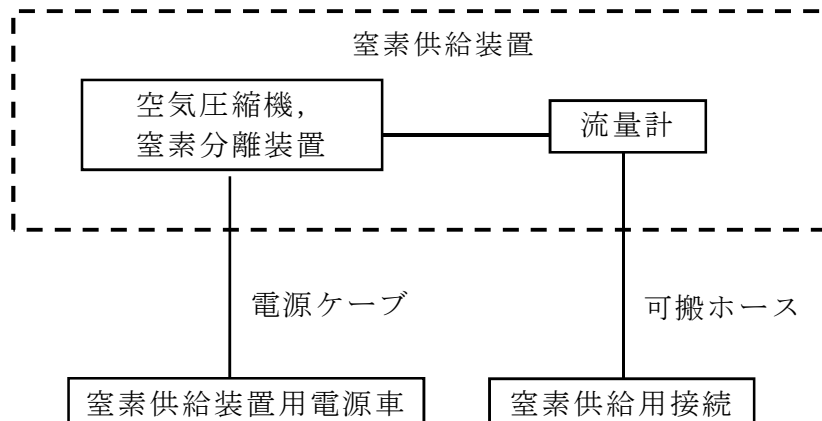 窒素供給装置
空気圧縮機,
窒素分離装置
流量計
電源ケーブ
可搬ホース
窒素供給装置用電源車
窒素供給用接続